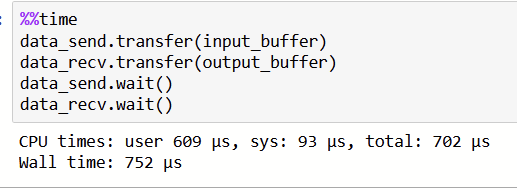 %%time
data_send.transfer(input_buffer)
data_recv.transfer(output_buffer)
data_send.wait()
data_recv.wait()
CPU times: user 609 µs, sys: 93 µs, total: 702 µs
Wall time: 752 µs